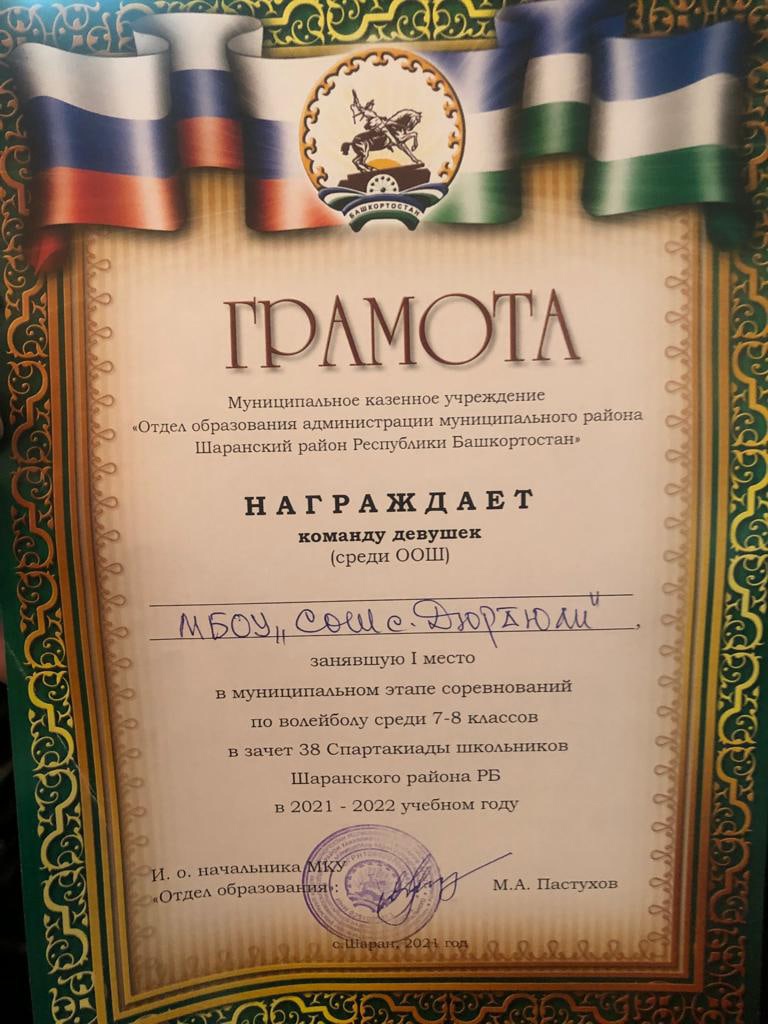 БАШКОРТОСТАН
ГРАМОТА
Муниципальное казенное учреждение
«Отдел образования администрации муниципального района
Шаранский район Республики Башкортостан»
НАГРАЖДАЕТ
команду девушек
(среди ООШ)
МБОУ „СОШ с. Дюртюли",
занявшую I место
в муниципальном этапе соревнований
по волейболу среди 7-8 классов
в зачет 38 Спартакиады школьников
Шаранского района РБ
в 2021 - 2022 учебном году
И. о. начальника МКУ
«Отдел образования»: М.А. Пастухов
с.Шаран, 2021 год